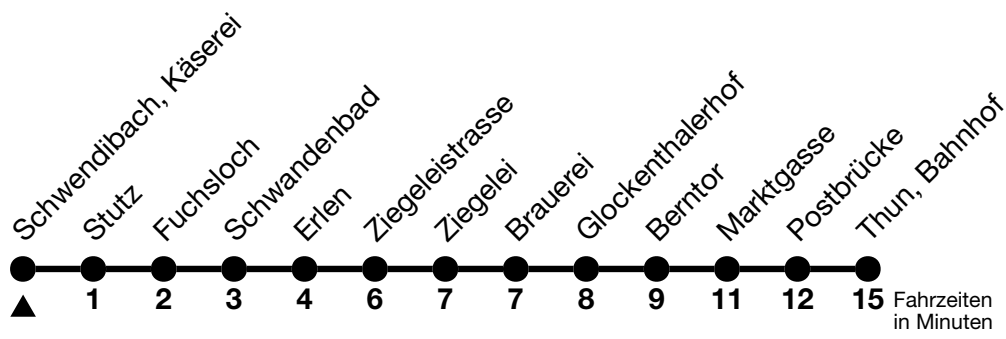 Schwendibach, Käserei
Stutz
Fuchsloch
Schwandenbad
Erlen
Ziegeleistrasse
Ziegelei
Brauerei
Glockenthalerhof
Berntor
Marktgasse
Postbrücke
Thun, Bahnhof
1 2 3 4 6 7 7 8 9 11 12 15 Fahrzeiten
in Minuten